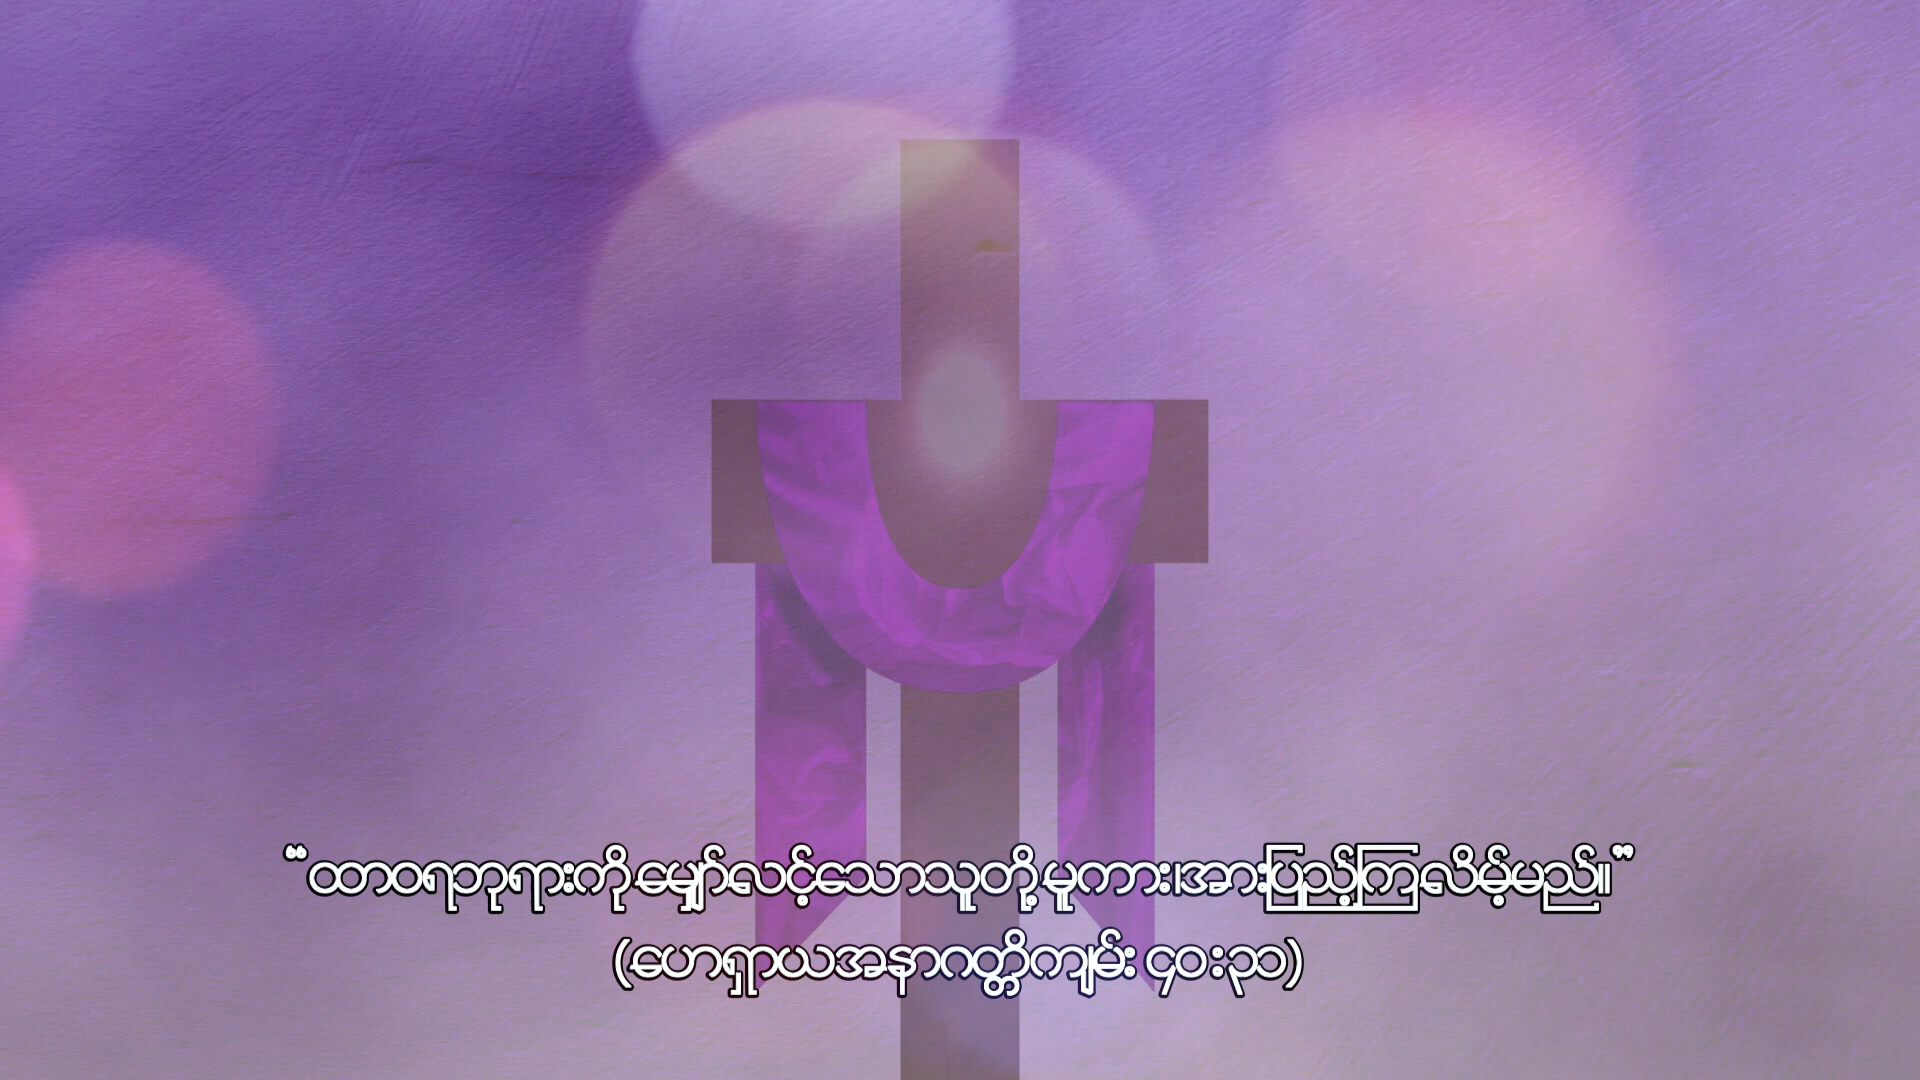 “ထာဝရဘုရားကိုမျှော်လင့်သောသူတို့မူကား၊အားပြည့်ကြလိမ့်မည်။”
(ဟေရှာယအနာဂတ္တိကျမ်း ၄၀:၃၁)